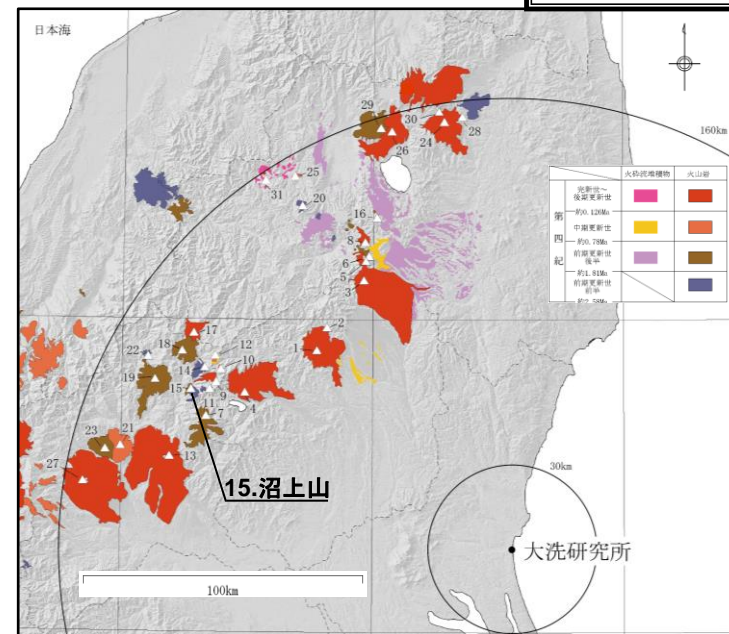 日本海
160km
火砕流堆積物 火山岩
第四紀
完新世～
後期更新世
約0.126Ma
中期更新世
約0.78Ma
前期更新世
後半
約1.81Ma
前期更新世
前半
約2.58Ma
29
30
28
24
26
25
31
20
16
8
6
5
3
2
17
1
18
12
22
14
10
19
15
9
4
11
7
23
21
13
27
15.沼上山
30km
大洗研究所
100km